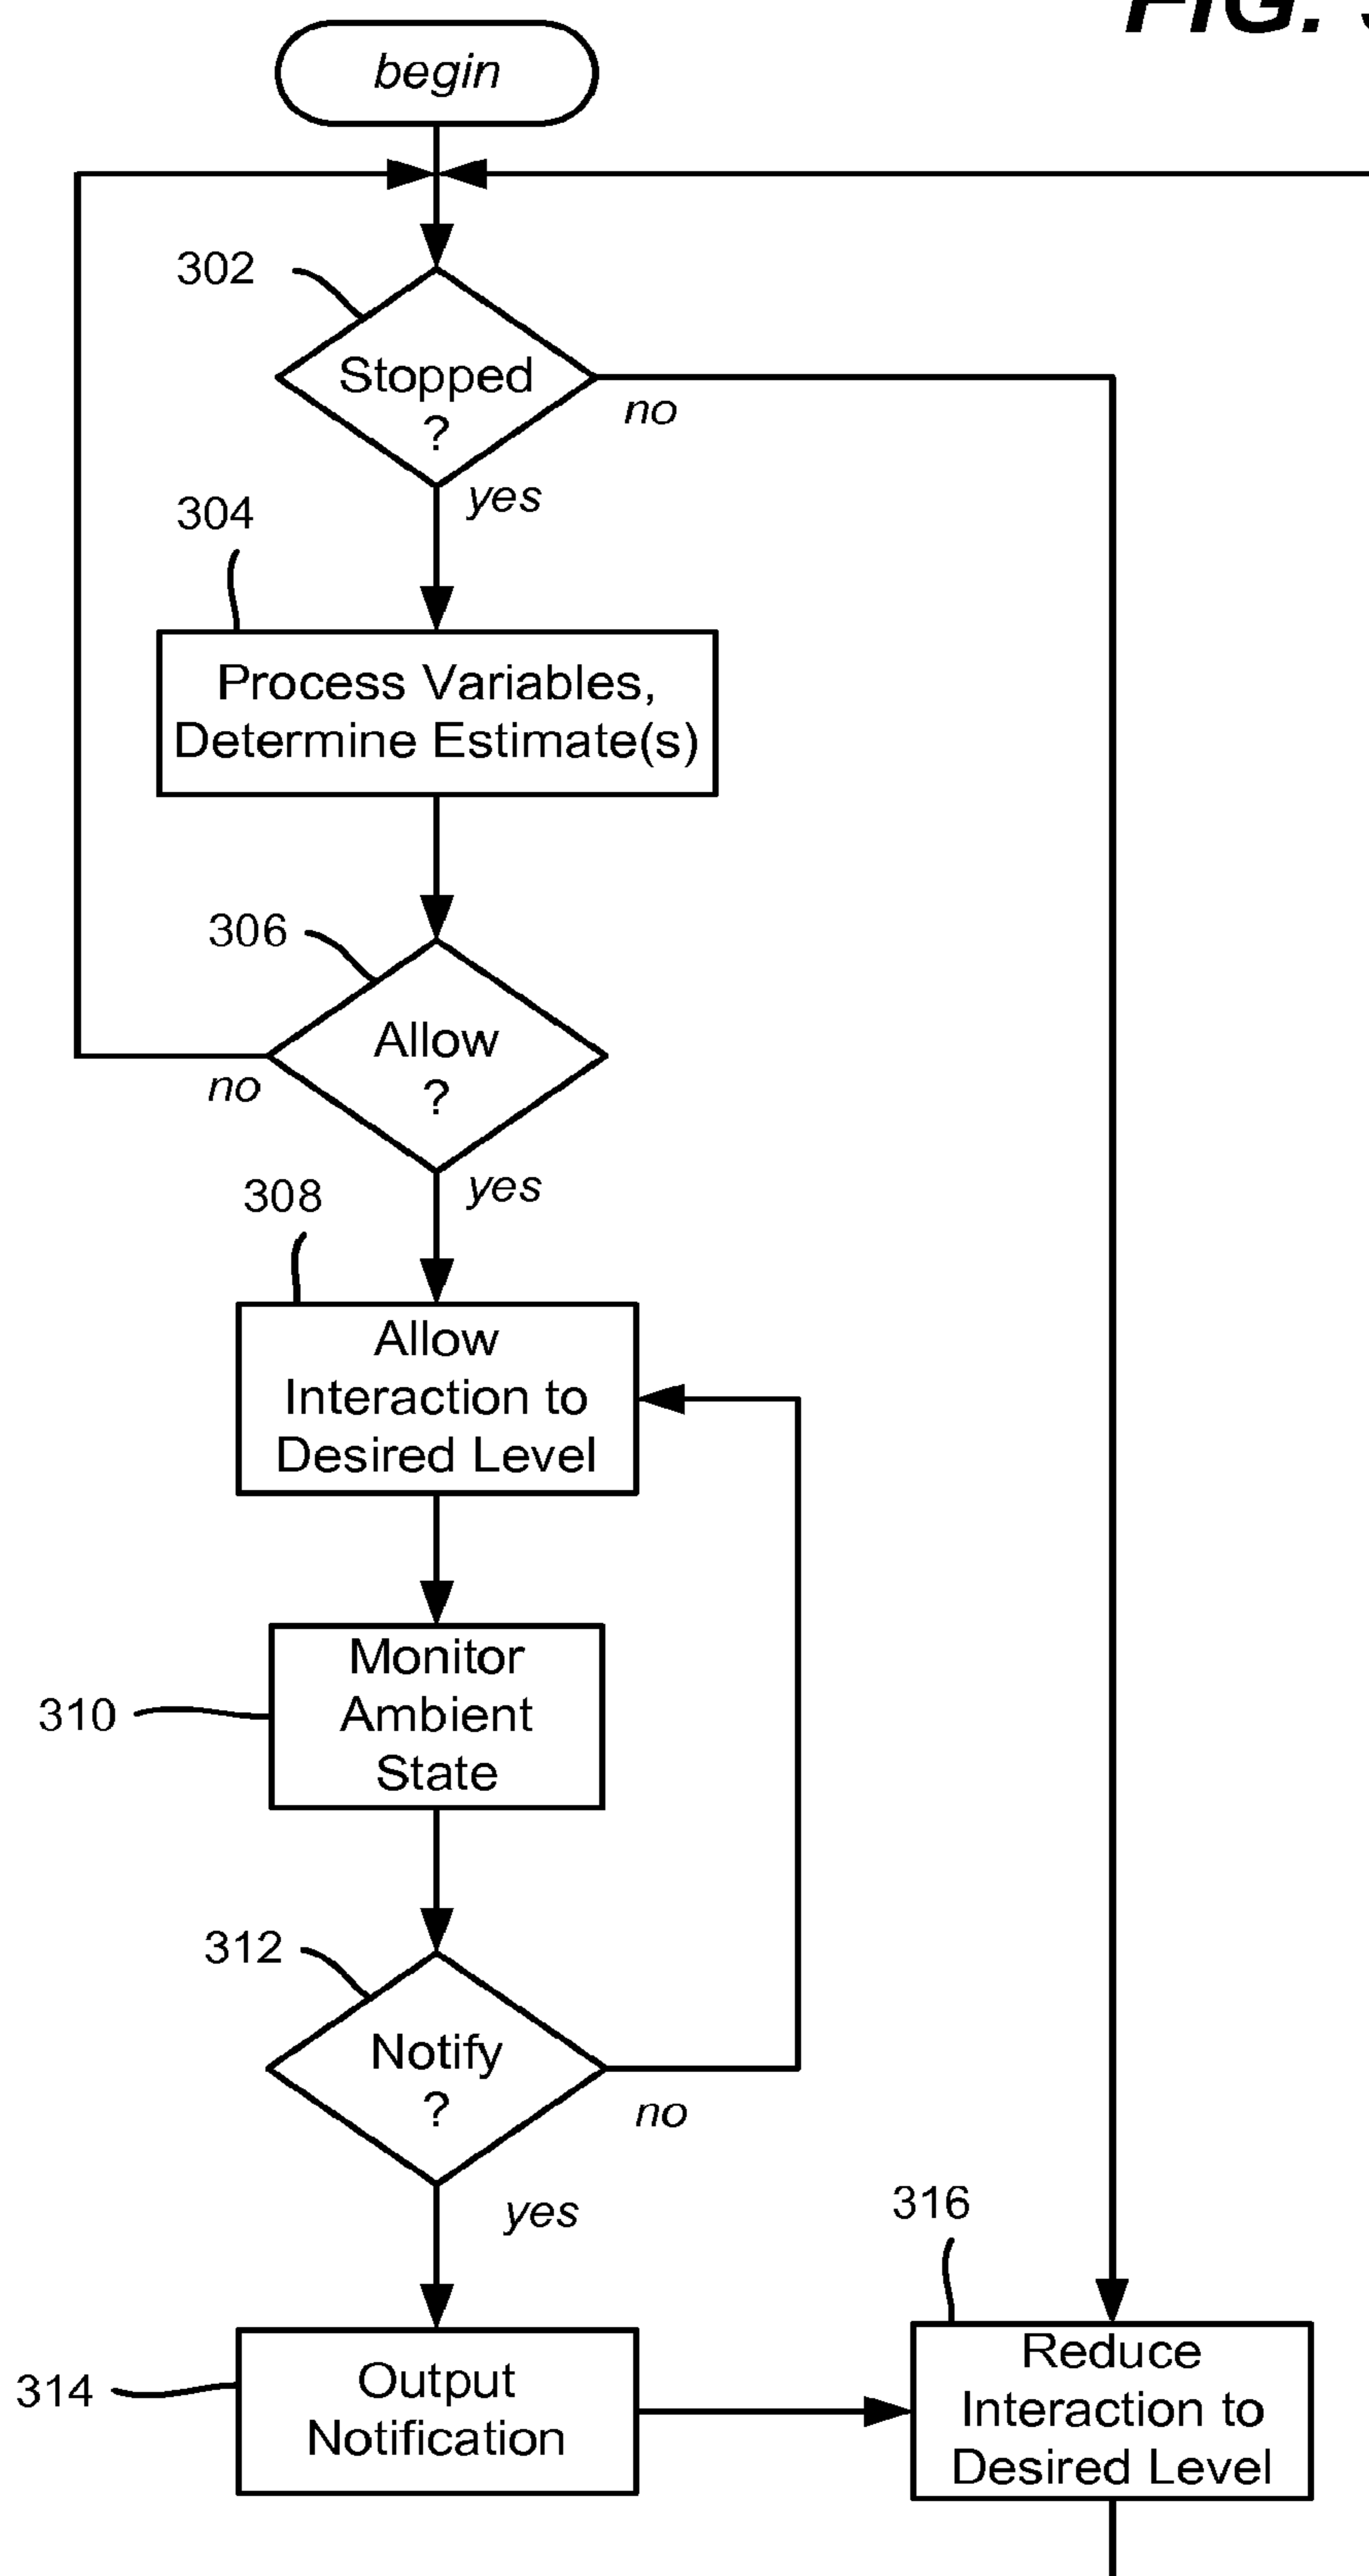 FIG.
begin
302
Stopped
?
no
yes
304
Process Variables,
Determine Estimate(s)
306
Allow
?
no
yes
308
Allow
Interaction to
Desired Level
310
Monitor
Ambient
State
312
Notify
?
no
yes
314
Output
Notification
316
Reduce
Interaction to
Desired Level